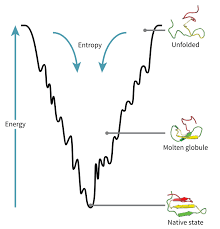 Entropy
Unfolded
Energy
Molten globule
Native state